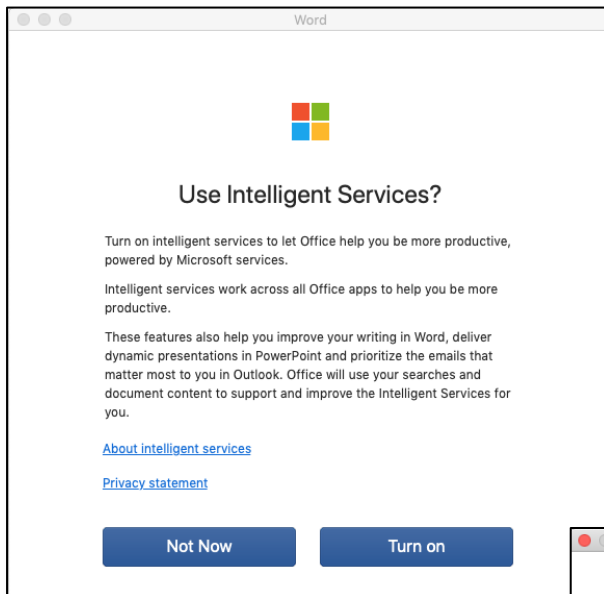 Word
Use Intelligent Services?
Turn on intelligent services to let Office help you be more productive,
powered by Microsoft services.
Intelligent services work across all Office apps to help you be more
productive.
These features also help you improve your writing in Word, deliver
dynamic presentations in PowerPoint and prioritize the emails that
matter most to you in Outlook. Office will use your searches and
document content to support and improve the Intelligent Services for
you.
About intelligent services
Privacy statement
Not Now
Turn on